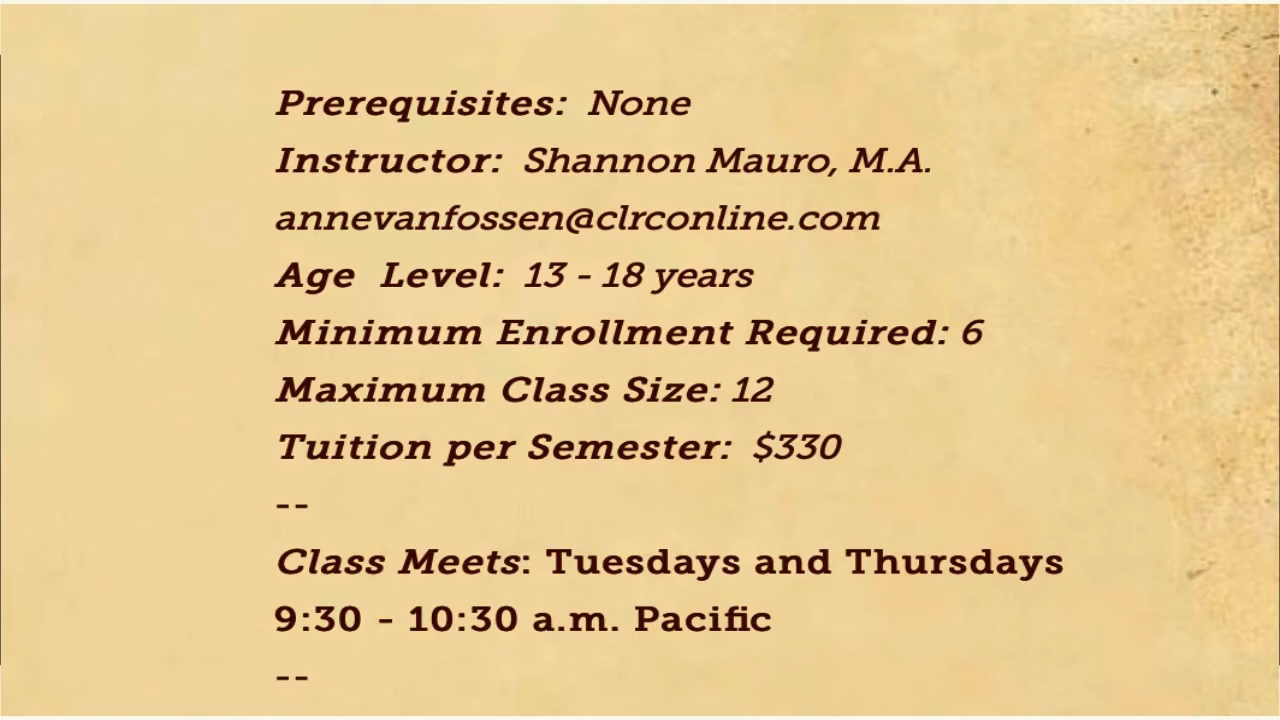 Prerequisites: None
Instructor: Shannon Mauro, M.A.
annevanfossen@clrconline.com
Age Level: 13 - 18 years
Minimum Enrollment Required: 6
Maximum Class Size: 12
Tuition per Semester: $330
--
Class Meets: Tuesdays and Thursdays
9:30 - 10:30 a.m. Pacific
--